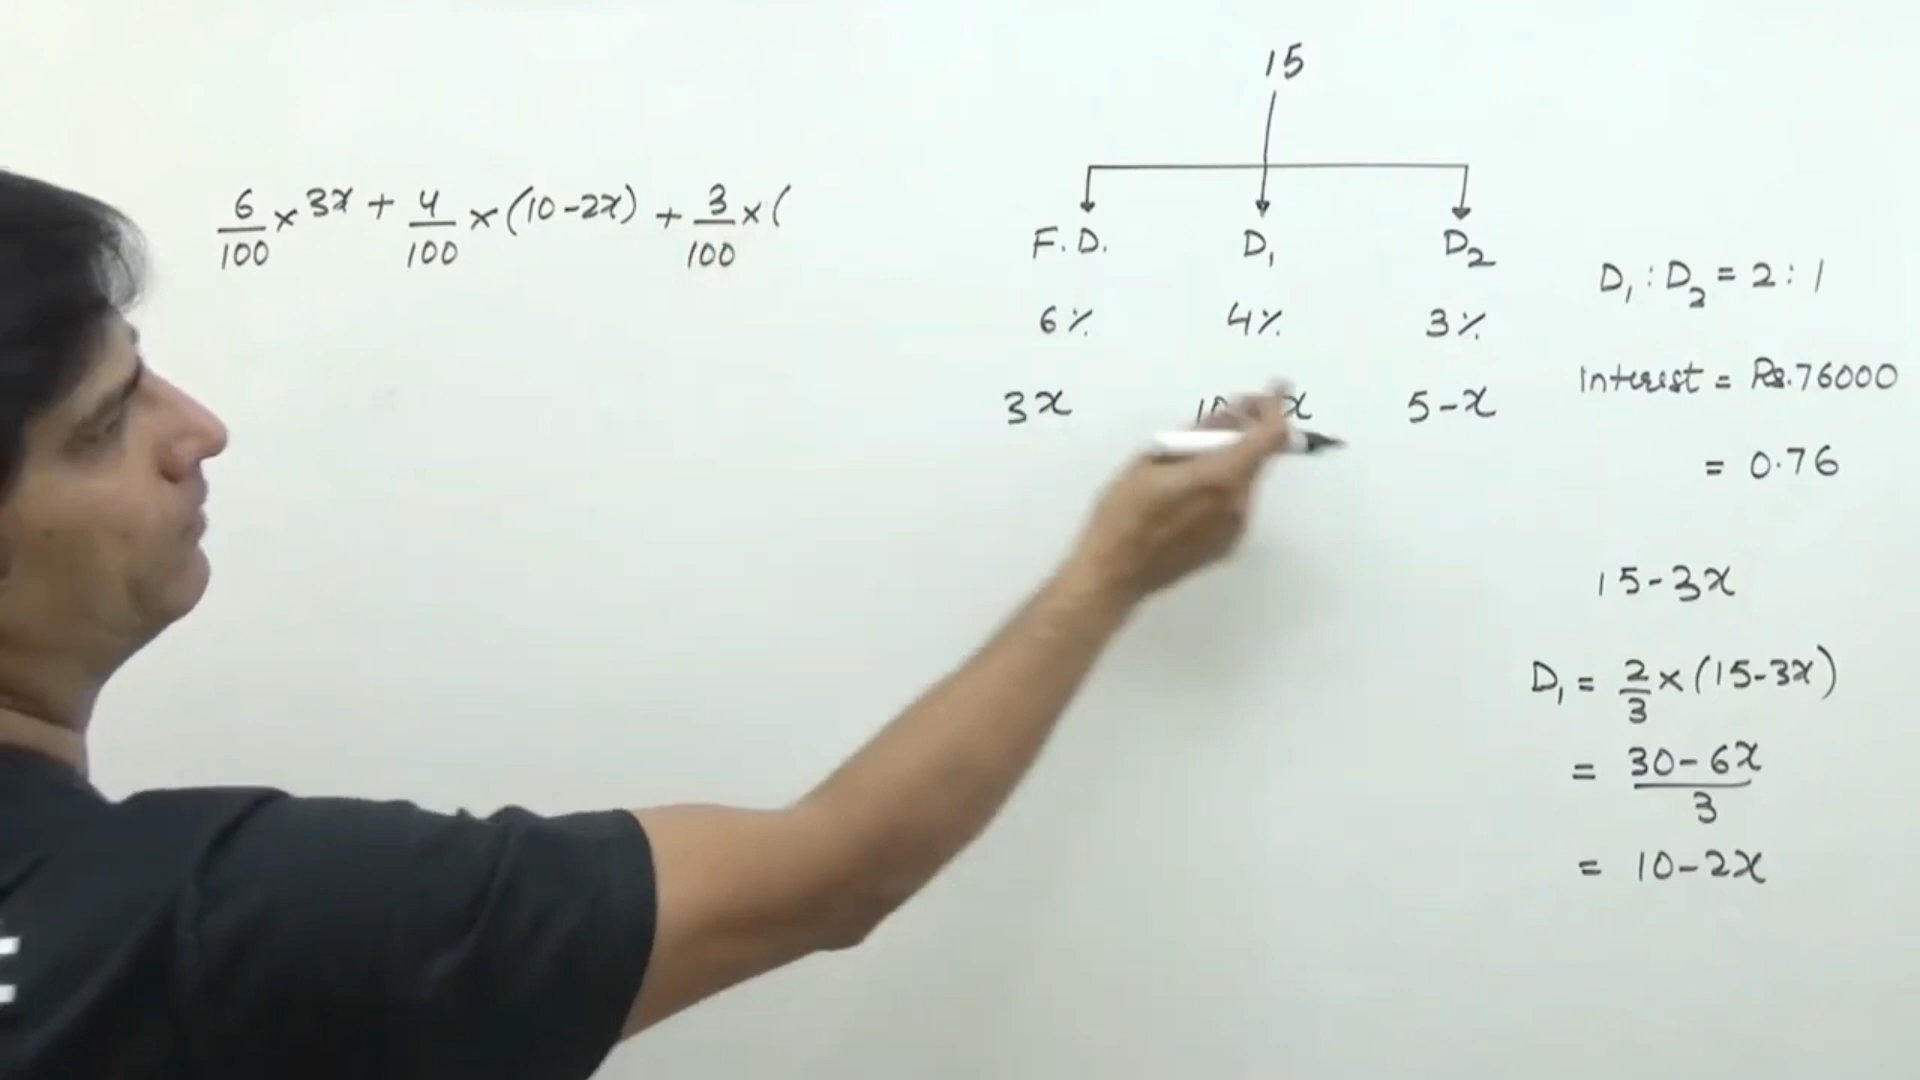 15
F.D. D₁ D₂
6% 4% 3%
3x x 5-x
6/100 × 3x + 4/100 × (10-2x) + 3/100 × (
D₁ : D₂ = 2 : 1
Interest = Rs.76000
= 0.76
15-3x
D₁ = 2/3 × (15-3x)
= 30-6x/3
= 10-2x